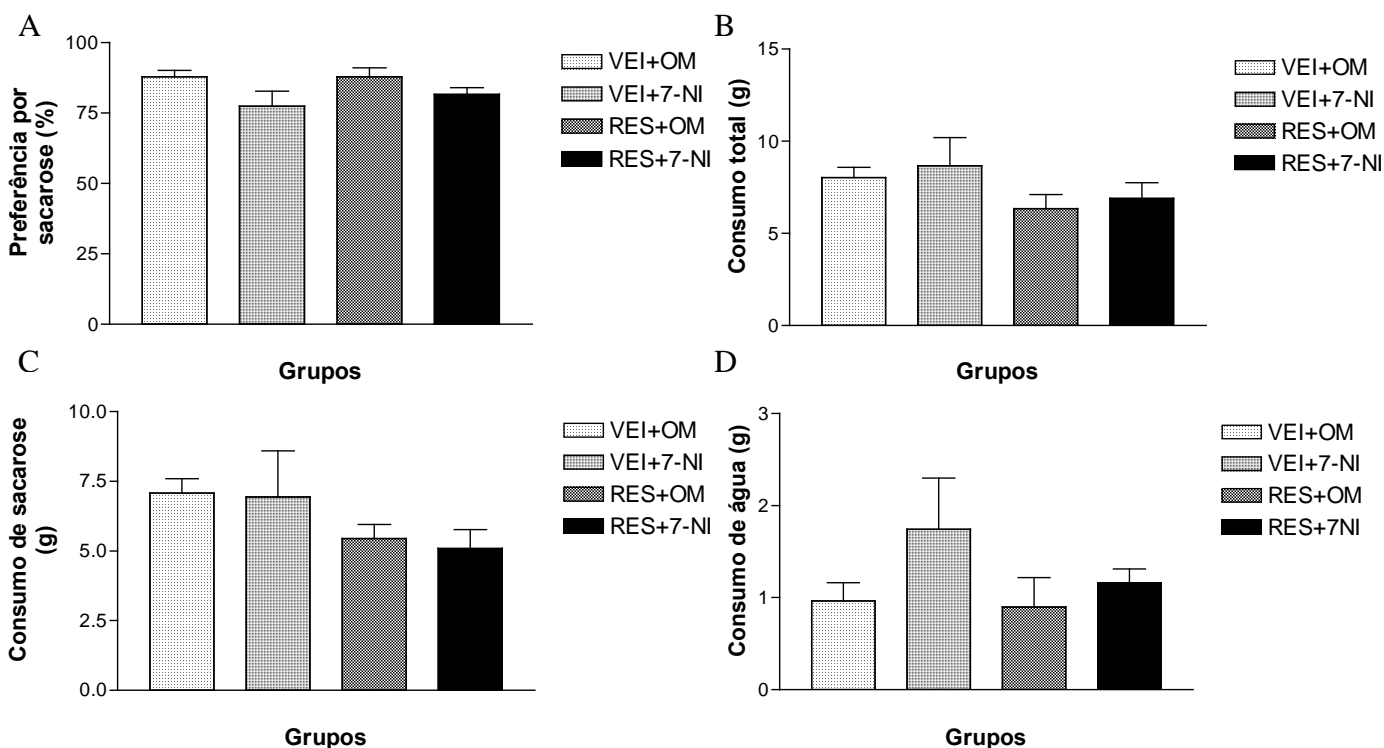 A
Preferência por
sacarose (%)
100
75
50
25
0
Grupos
VEI+OM
VEI+7-NI
RES+OM
RES+7-NI
B
Consumo total (g)
15
10
5
0
Grupos
VEI+OM
VEI+7-NI
RES+OM
RES+7-NI
C
Consumo de sacarose
(g)
10.0
7.5
5.0
2.5
0.0
Grupos
VEI+OM
VEI+7-NI
RES+OM
RES+7-NI
D
Consumo de água (g)
3
2
1
0
Grupos
VEI+OM
VEI+7-NI
RES+OM
RES+7NI